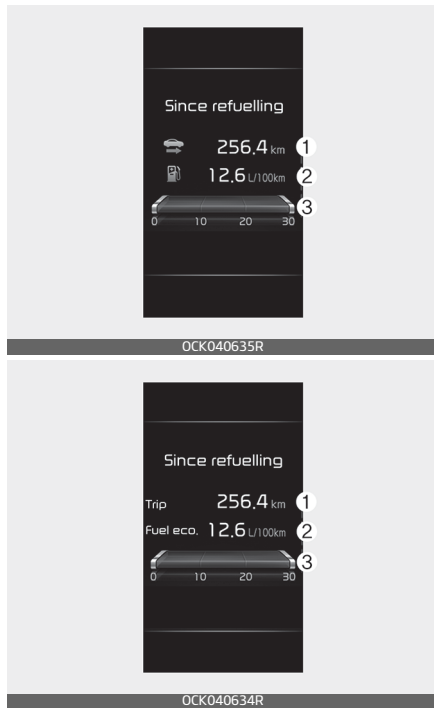 Since refuelling
256.4 km 1
12.6 L/100km 2
3
0 10 20 30
OCK040635R
Since refuelling
Trip 256.4 km 1
Fuel eco. 12.6 L/100km 2
3
0 10 20 30
OCK040634R